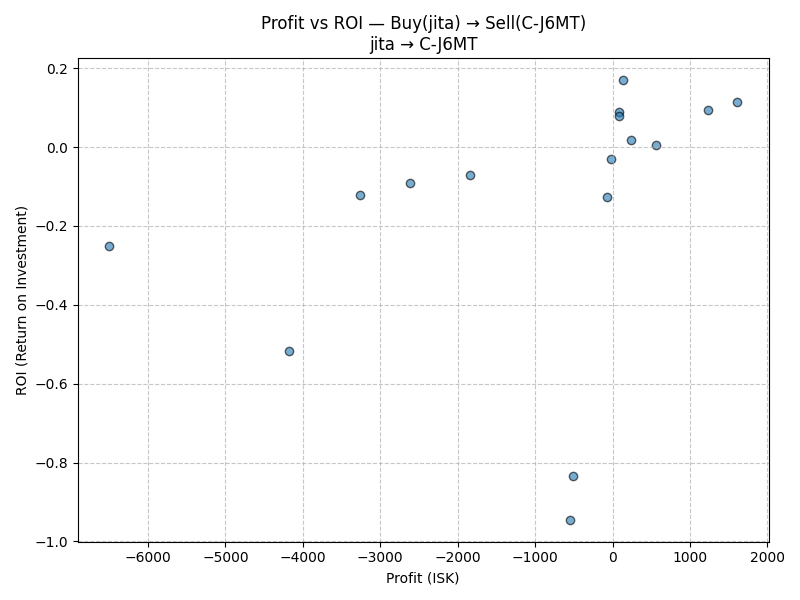 Profit vs ROI — Buy(jita) → Sell(C-J6MT)
jita → C-J6MT
ROI (Return on Investment)
0.2
0.0
−0.2
−0.4
−0.6
−0.8
−1.0
−6000 −5000 −4000 −3000 −2000 −1000 0 1000 2000
Profit (ISK)